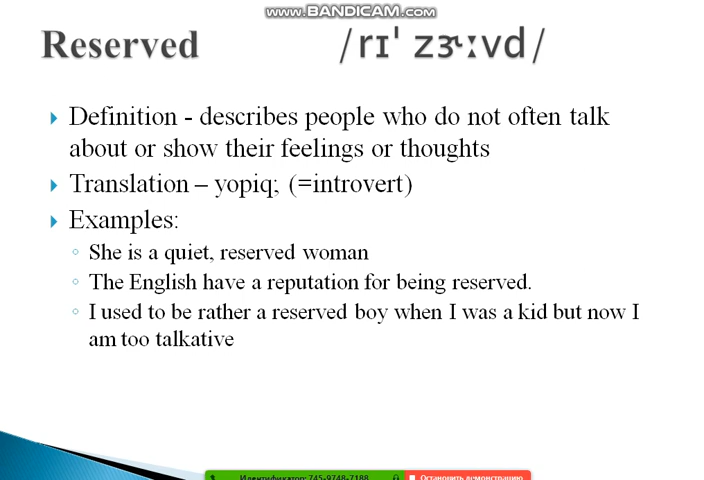 www.BANDICAM.com
Reserved /rɪˈ zɝːvd/
Definition - describes people who do not often talk
about or show their feelings or thoughts
Translation – yopiq; (=introvert)
Examples:
She is a quiet, reserved woman
The English have a reputation for being reserved.
I used to be rather a reserved boy when I was a kid but now I
am too talkative
Идентификатор: 745-9748-7188 Остановить демонстрацию